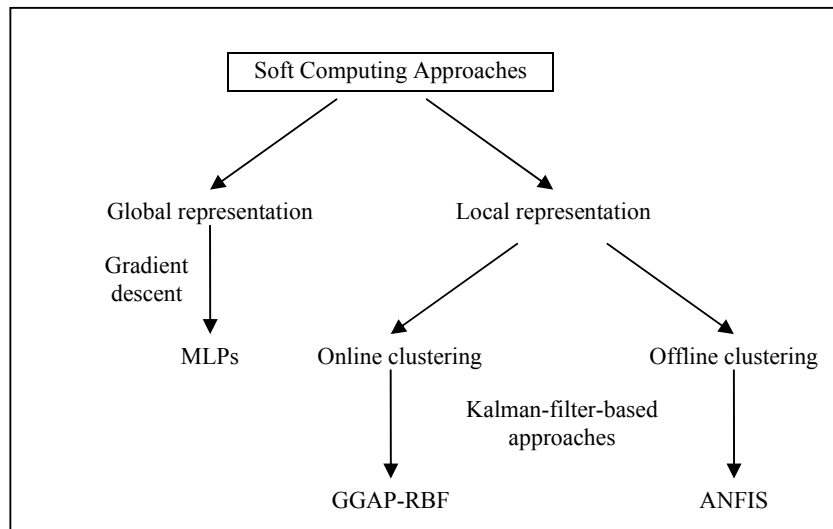 Soft Computing Approaches
Global representation
Local representation
Gradient
descent
MLPs
Online clustering
Offline clustering
Kalman-filter-based
approaches
GGAP-RBF
ANFIS